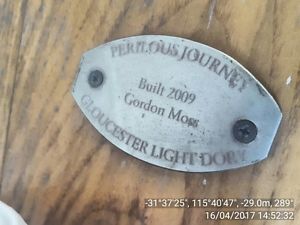 PERILOUS JOURNEY
Built 2009
Gordon Moss
GLOUCESTER LIGHT DORY
-31°37'25", 115°40'47", -29.0m, 289°
16/04/2017 14:52:32